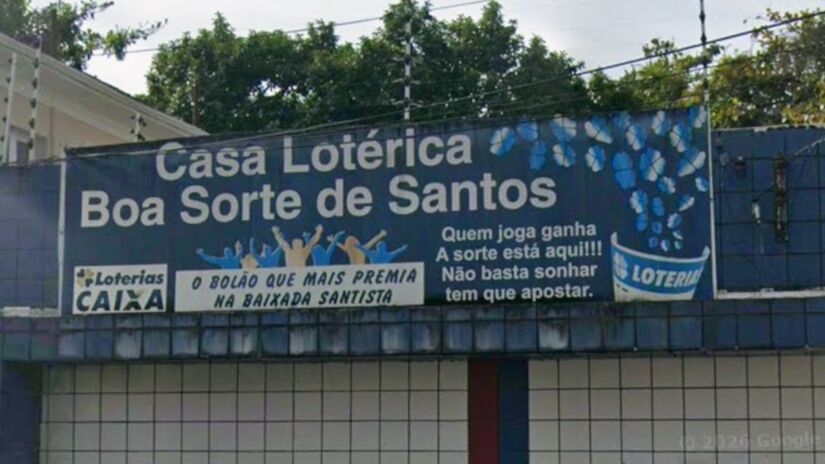 Casa Lotérica
Boa Sorte de Santos
Quem joga ganha
A sorte está aqui!!!
Não basta sonhar
tem que apostar.
LOTERIAS
Loterias
CAIXA
O BOLÃO QUE MAIS PREMIA
NA BAIXADA SANTISTA
© 2026 Google